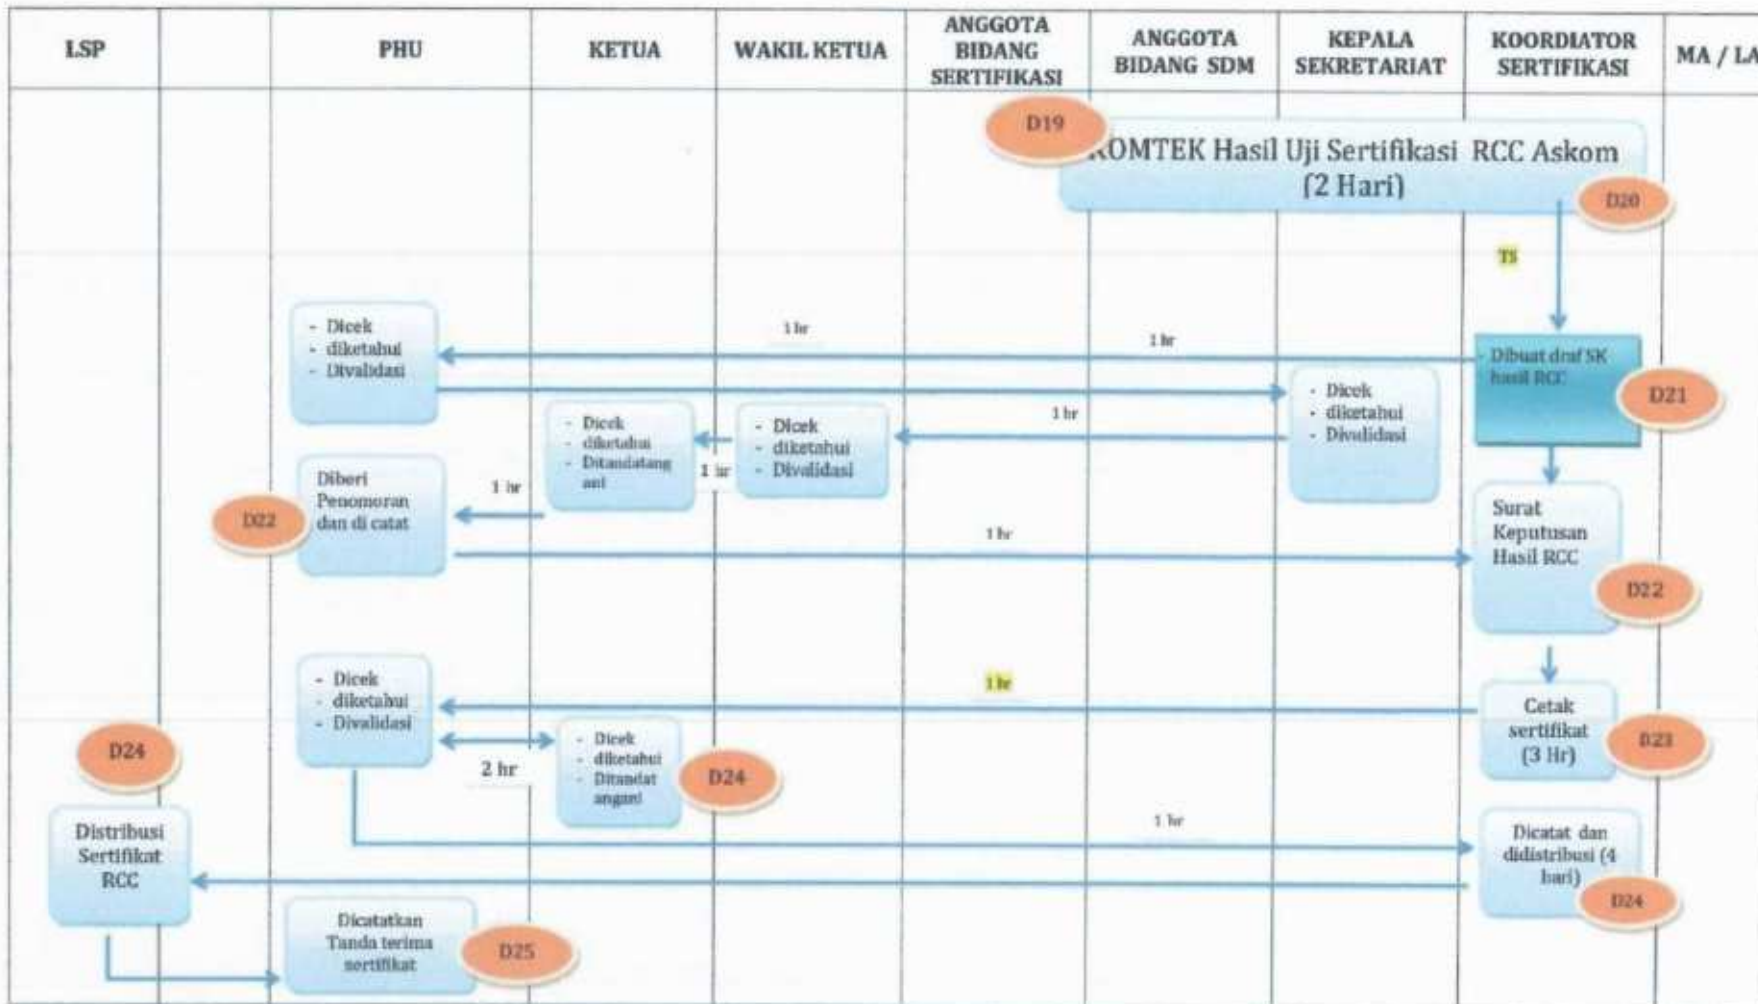 LSP
PHU
KETUA
WAKIL KETUA
ANGGOTA
BIDANG
SERTIFIKASI
ANGGOTA
BIDANG SDM
KEPALA
SEKRETARIAT
KOORDIATOR
SERTIFIKASI
MA / LA
D19
KOMTEK Hasil Uji Sertifikasi RCC Askom
(2 Hari)
D20
TS
- Dicek
- diketahui
- Divalidasi
1 hr
1 hr
- Dibuat draf SK
hasil RCC
D21
- Dicek
- diketahui
- Divalidasi
- Dicek
- diketahui
- Ditandatang
ani
1 hr
- Dicek
- diketahui
- Divalidasi
1 hr
Diberi
Penomoran
dan di catat
D22
1 hr
1 hr
Surat
Keputusan
Hasil RCC
D22
- Dicek
- diketahui
- Divalidasi
1 hr
Cetak
sertifikat
(3 Hr)
D23
D24
2 hr
- Dicek
- diketahui
- Ditandat
angani
D24
1 hr
Distribusi
Sertifikat
RCC
Dicatat dan
didistribusi (4
hari)
D24
Dicatatkan
Tanda terima
sertifikat
D25